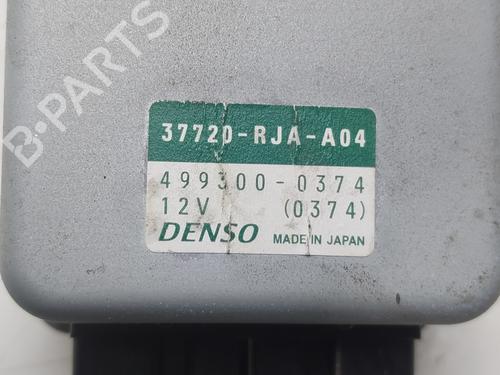 B-PARTS
37720-RJA-A04
499300-0374
12V (0374)
DENSO MADE IN JAPAN